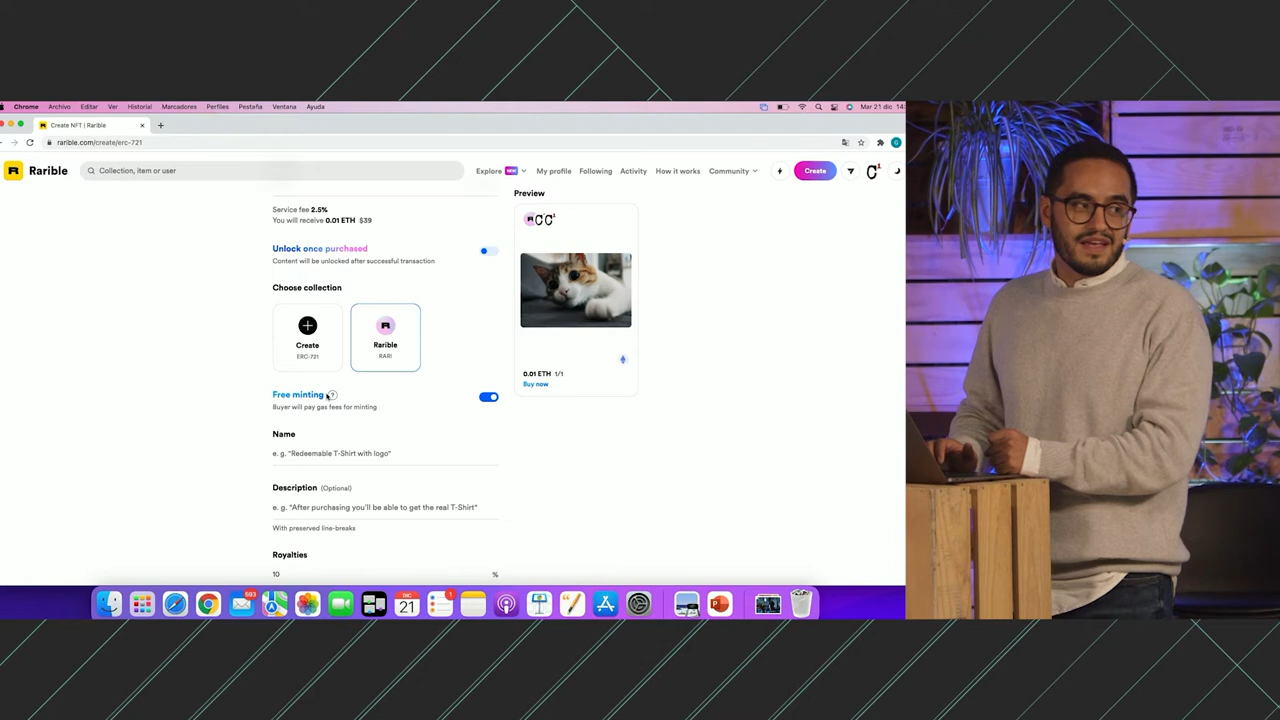 Chrome Archivo Editar Ver Historial Marcadores Perfiles Pestaña Ventana Ayuda
Mar 21 dic 14:
Create NFT | Rarible
rarible.com/create/erc-721
Rarible
Collection, item or user
Explore NEW My profile Following Activity How it works Community Create
Service fee 2.5%
You will receive 0.01 ETH $39
Unlock once purchased
Content will be unlocked after successful transaction
Choose collection
Create
ERC-721
Rarible
RARI
Free minting ?
Buyer will pay gas fees for minting
Name
e. g. "Redeemable T-Shirt with logo"
Description (Optional)
e. g. "After purchasing you'll be able to get the real T-Shirt"
With preserved line-breaks
Royalties
10 %
Preview
0.01 ETH 1/1
Buy now
593
DIC
21
1